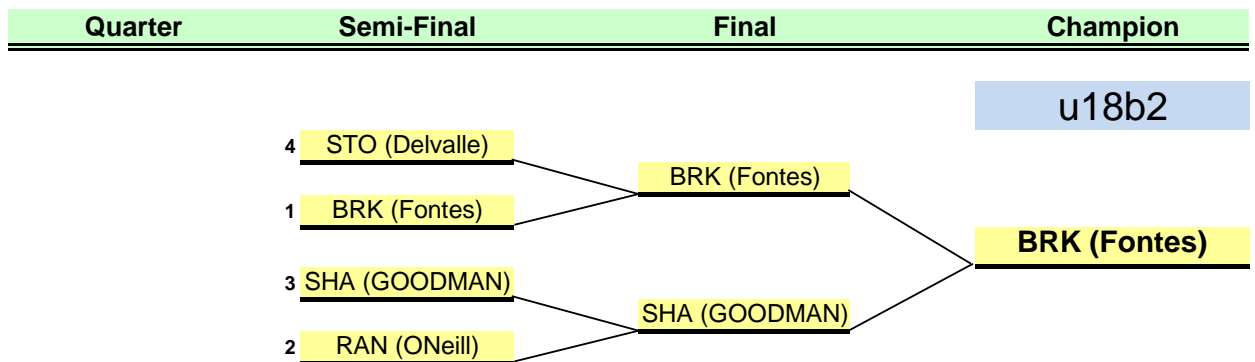 Quarter Semi-Final Final Champion
u18b2
4 STO (Delvalle)
BRK (Fontes)
1 BRK (Fontes)
BRK (Fontes)
3 SHA (GOODMAN)
SHA (GOODMAN)
2 RAN (ONeill)